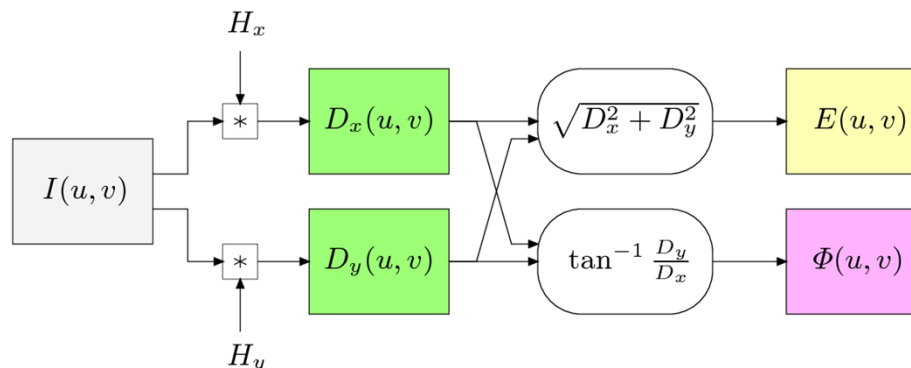 H_x
*
D_x(u, v)
√(D_x^2 + D_y^2)
E(u, v)
I(u, v)
*
D_y(u, v)
tan^{-1} D_y/D_x
Φ(u, v)
H_y